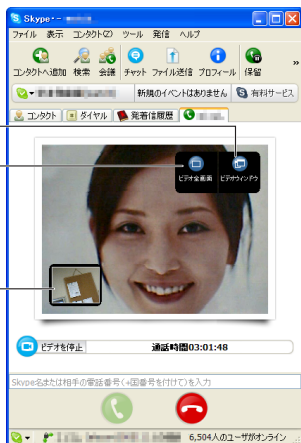 Skype -
ファイル 表示 コンタクト(Z) ツール 発信 ヘルプ
コンタクトへ追加 検索 会議 チャット ファイル送信 プロフィール 保留 »
新規のイベントはありません 有料サービス
コンタクト ダイヤル 発着信履歴
ビデオ全画面 ビデオウィンドウ
ビデオを停止 通話時間03:01:48
Skype名または相手の電話番号(+国番号を付けて)を入力
6,504人のユーザがオンライン